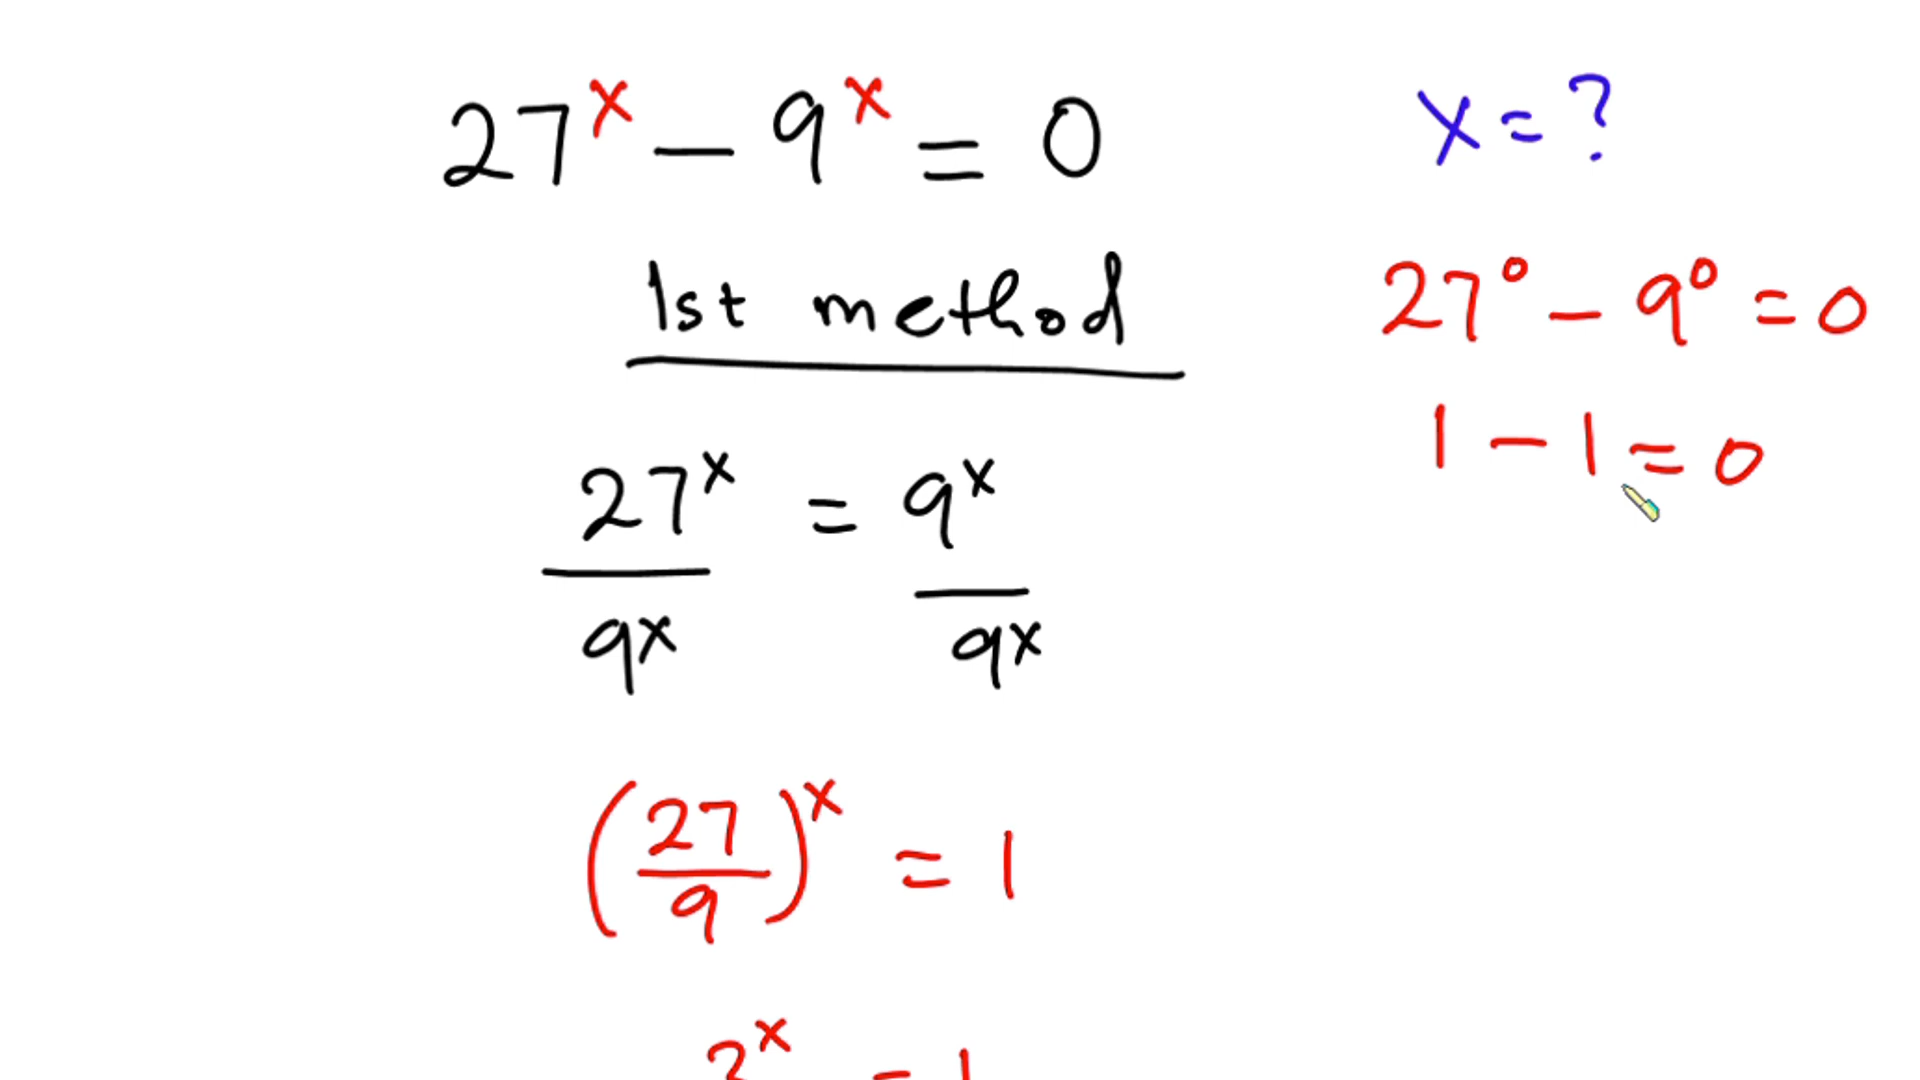 27^x − 9^x = 0
x = ?
1st method
27^0 − 9^0 = 0
1 − 1 = 0
27^x / 9^x = 9^x / 9^x
(27/9)^x = 1
3^x = 1